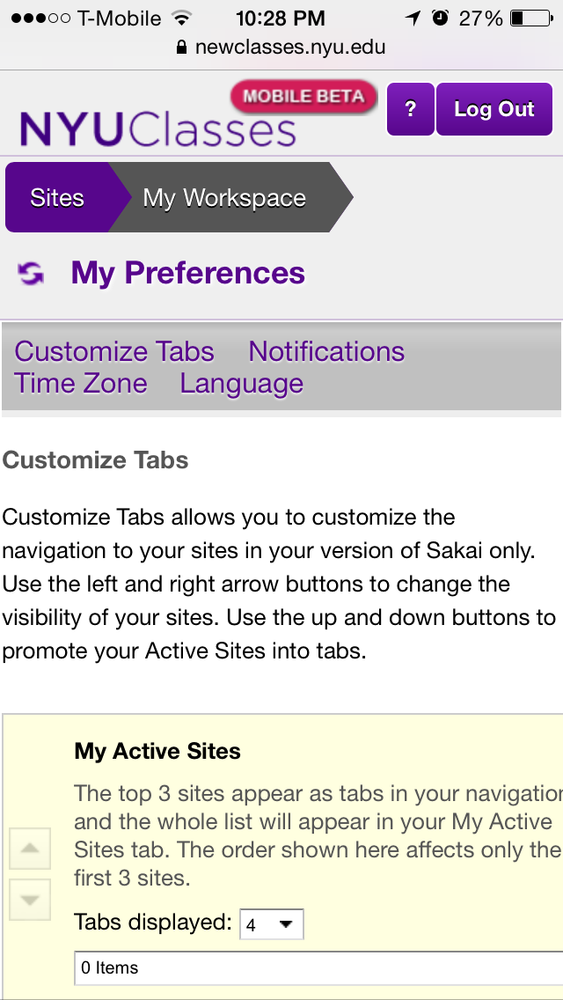 T-Mobile 10:28 PM 27%
newclasses.nyu.edu
MOBILE BETA
NYUClasses ? Log Out
Sites My Workspace
My Preferences
Customize Tabs Notifications
Time Zone Language
Customize Tabs
Customize Tabs allows you to customize the
navigation to your sites in your version of Sakai only.
Use the left and right arrow buttons to change the
visibility of your sites. Use the up and down buttons to
promote your Active Sites into tabs.
My Active Sites
The top 3 sites appear as tabs in your navigation
and the whole list will appear in your My Active
Sites tab. The order shown here affects only the
first 3 sites.
Tabs displayed: 4
0 Items